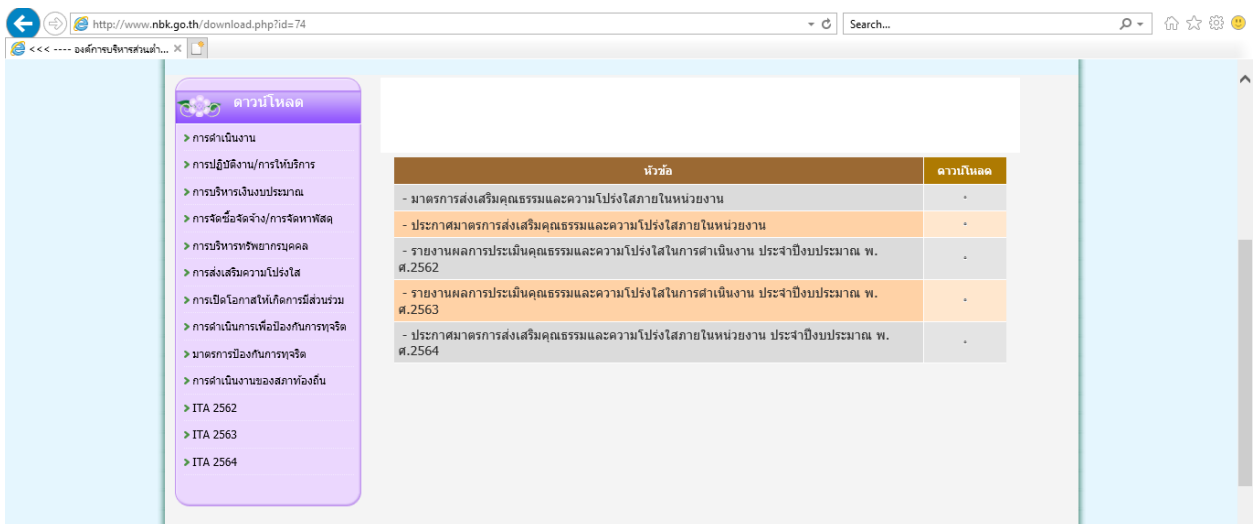 http://www.nbk.go.th/download.php?id=74
Search...
<<< ---- องค์การบริหารส่วนตำ...
ดาวน์โหลด
การดำเนินงาน
การปฏิบัติงาน/การให้บริการ
การบริหารเงินงบประมาณ
การจัดซื้อจัดจ้าง/การจัดหาพัสดุ
การบริหารทรัพยากรบุคคล
การส่งเสริมความโปร่งใส
การเปิดโอกาสให้เกิดการมีส่วนร่วม
การดำเนินการเพื่อป้องกันการทุจริต
มาตรการป้องกันการทุจริต
การดำเนินงานของสภาท้องถิ่น
ITA 2562
ITA 2563
ITA 2564
หัวข้อ ดาวน์โหลด
- มาตรการส่งเสริมคุณธรรมและความโปร่งใสภายในหน่วยงาน
- ประกาศมาตรการส่งเสริมคุณธรรมและความโปร่งใสภายในหน่วยงาน
- รายงานผลการประเมินคุณธรรมและความโปร่งใสในการดำเนินงาน ประจำปีงบประมาณ พ.
ศ.2562
- รายงานผลการประเมินคุณธรรมและความโปร่งใสในการดำเนินงาน ประจำปีงบประมาณ พ.
ศ.2563
- ประกาศมาตรการส่งเสริมคุณธรรมและความโปร่งใสภายในหน่วยงาน ประจำปีงบประมาณ พ.
ศ.2564